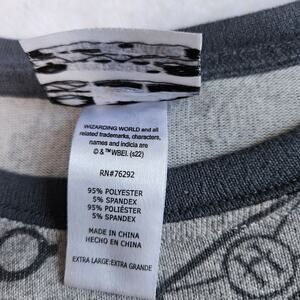 WIZARDING WORLD and all
related trademarks, characters,
names and indicia are
© & ™WBEI. (s22)
RN#76292
95% POLYESTER
5% SPANDEX
95% POLIÉSTER
5% SPANDEX
MADE IN CHINA
HECHO EN CHINA
EXTRA LARGE:EXTRA GRANDE